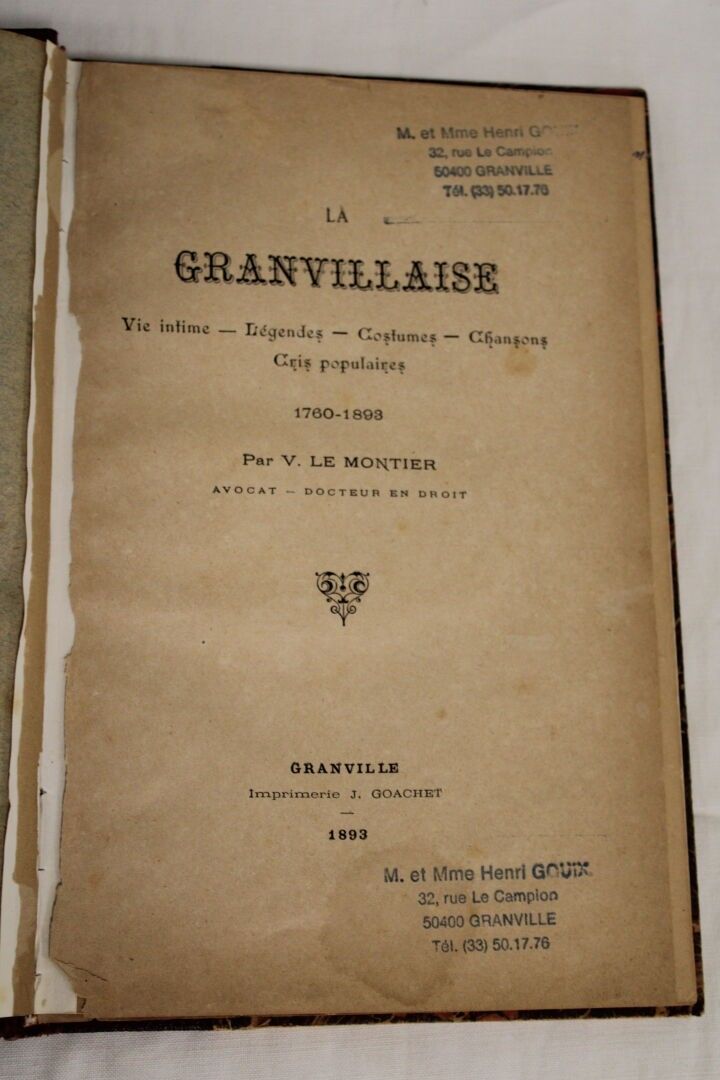 M. et Mme Henri GOUIX
32, rue Le Campion
50400 GRANVILLE
Tél. (33) 50.17.76
LA
GRANVILLAISE
Vie intime — Légendes — Costumes — Chansons
Cris populaires
1760-1893
Par V. LE MONTIER
AVOCAT — DOCTEUR EN DROIT
GRANVILLE
Imprimerie J. GOACHET
1893
M. et Mme Henri GOUIX
32, rue Le Campion
50400 GRANVILLE
Tél. (33) 50.17.76